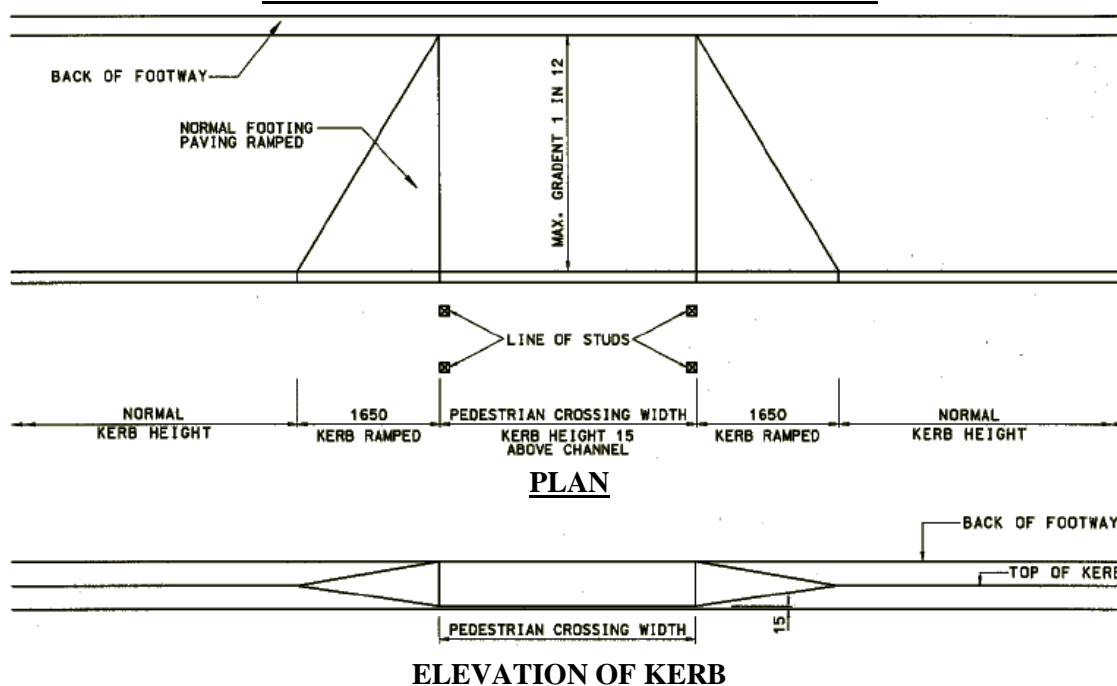 BACK OF FOOTWAY
NORMAL FOOTING
PAVING RAMPED
MAX. GRADENT 1 IN 12
LINE OF STUDS
NORMAL
KERB HEIGHT
1650
KERB RAMPED
PEDESTRIAN CROSSING WIDTH
KERB HEIGHT 15
ABOVE CHANNEL
1650
KERB RAMPED
NORMAL
KERB HEIGHT
PLAN
BACK OF FOOTWAY
TOP OF KERB
15
PEDESTRIAN CROSSING WIDTH
ELEVATION OF KERB